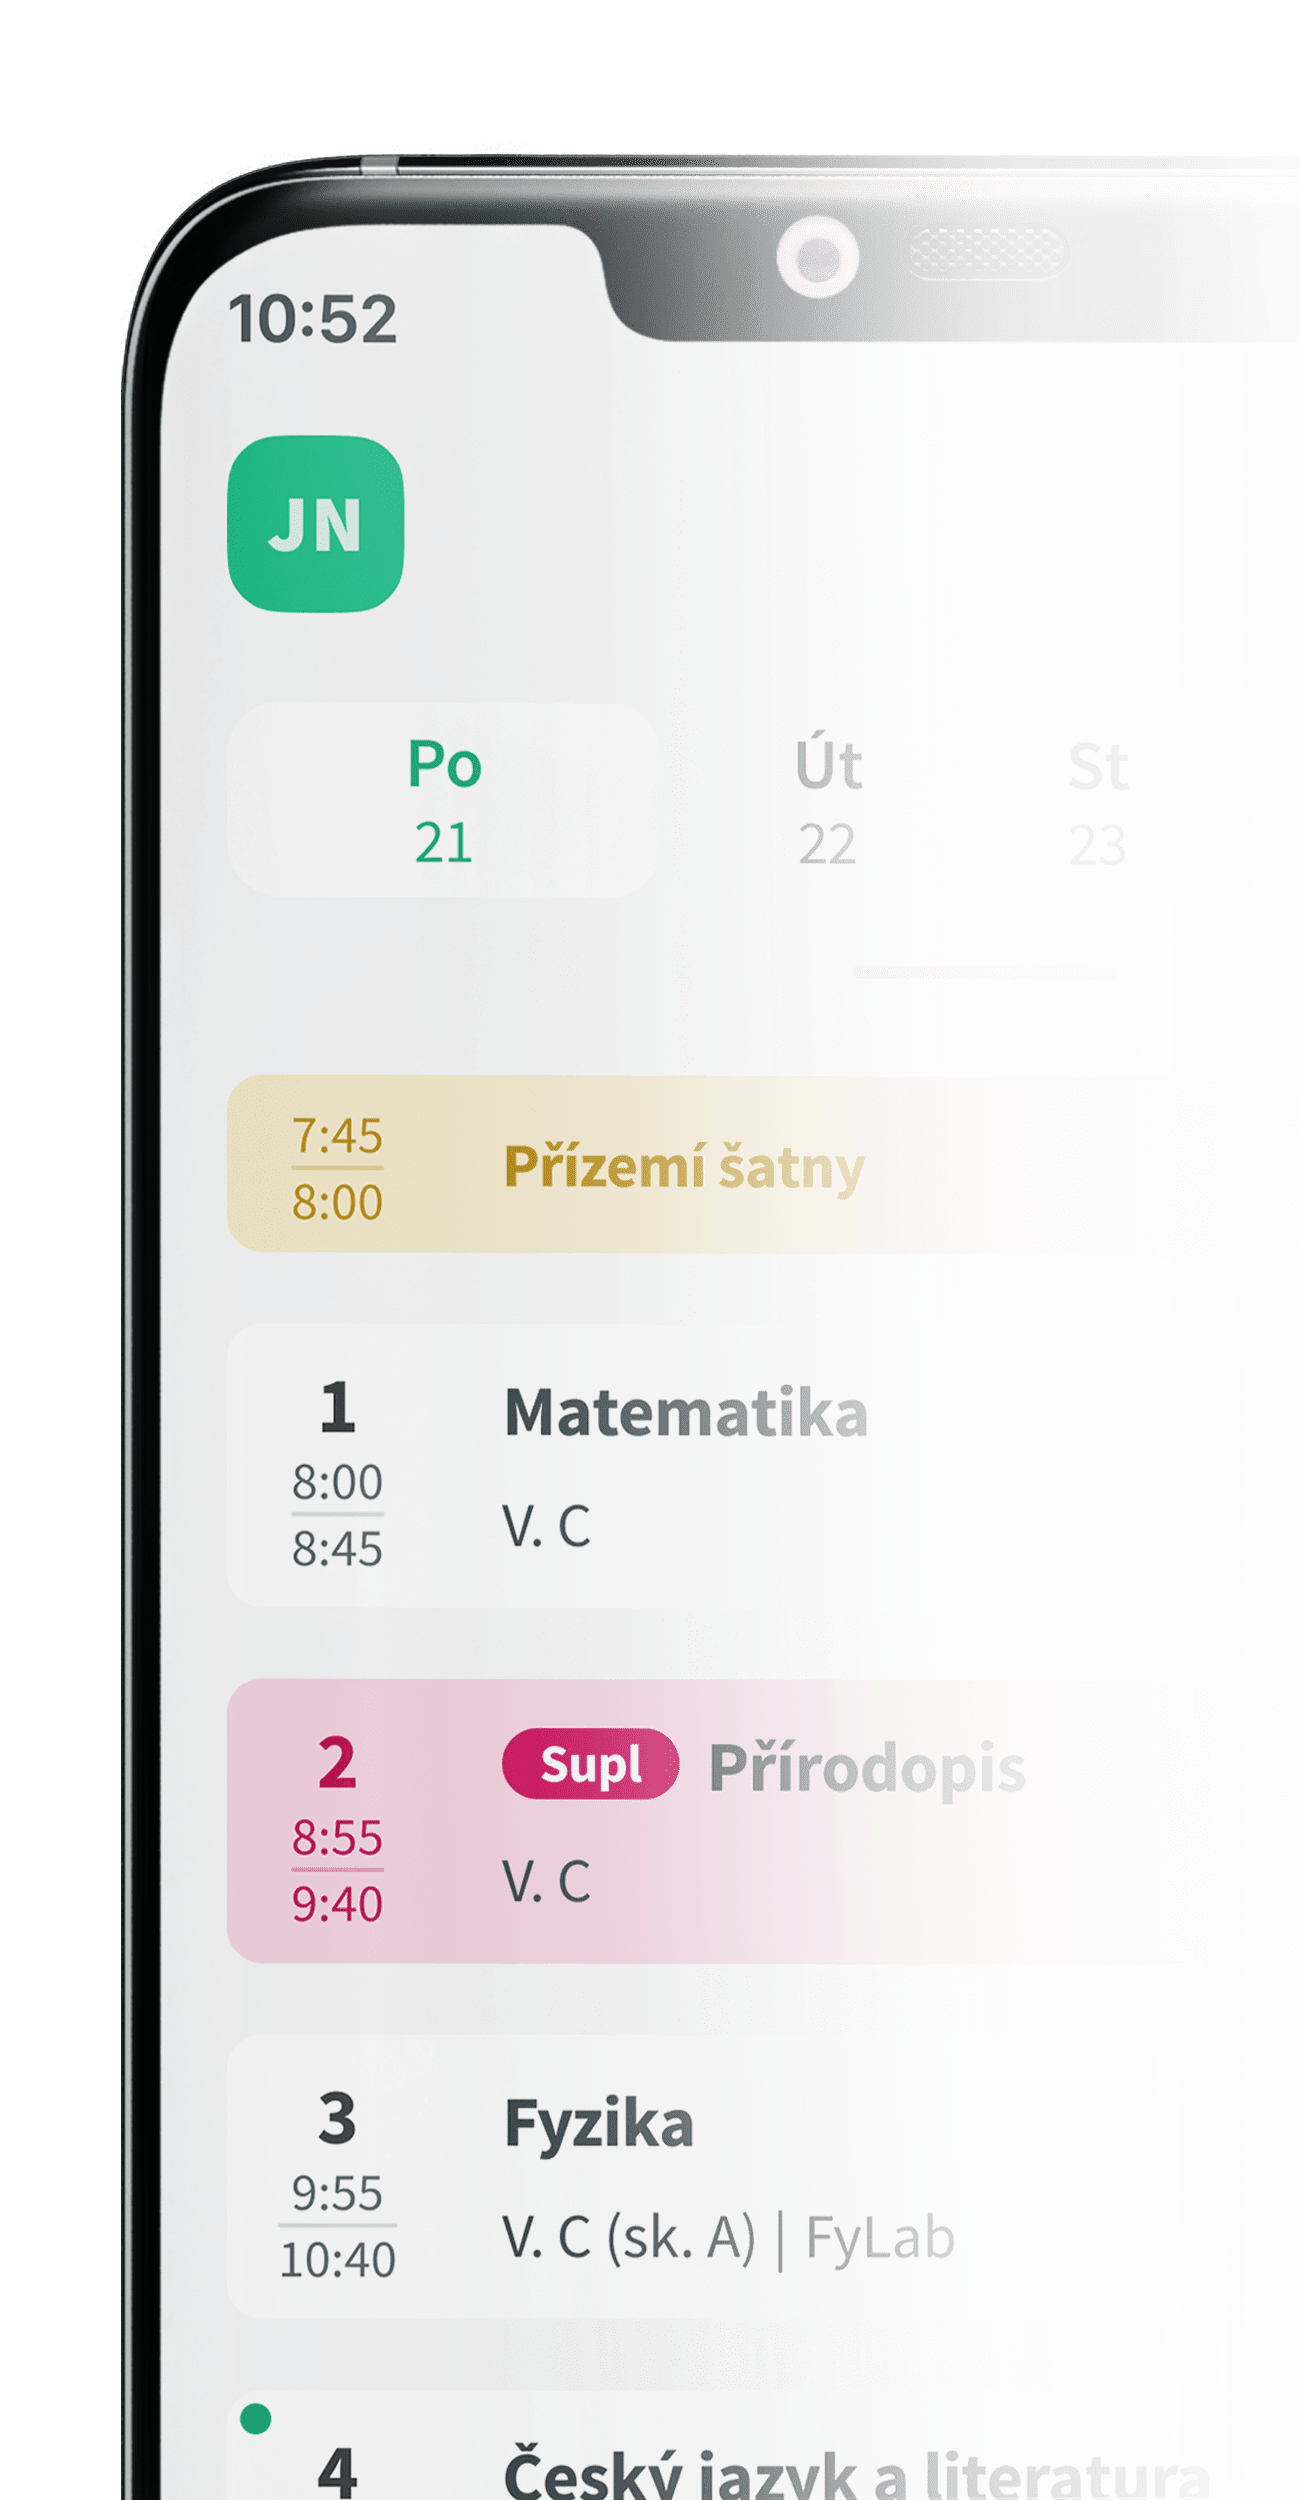 10:52
JN
Po Út St
21 22 23
7:45
8:00
Přízemí šatny
1
8:00
8:45
Matematika
V. C
2
8:55
9:40
Supl Přírodopis
V. C
3
9:55
10:40
Fyzika
V. C (sk. A) | FyLab
4
Český jazyk a literatura